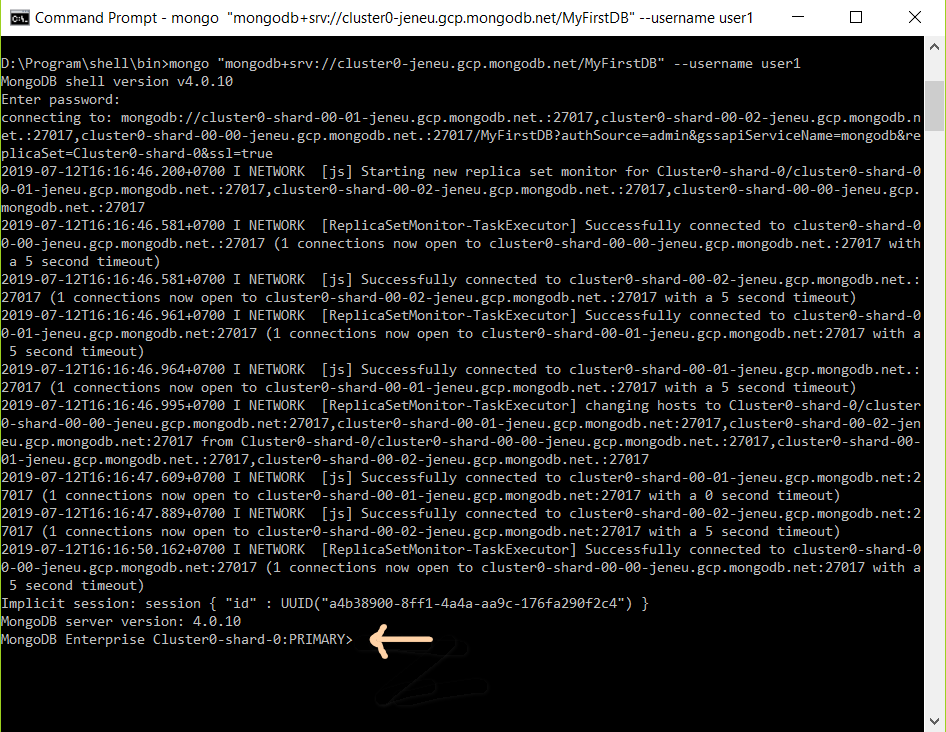 Command Prompt - mongo  "mongodb+srv://cluster0-jeneu.gcp.mongodb.net/MyFirstDB" --username user1
D:\Program\shell\bin>mongo "mongodb+srv://cluster0-jeneu.gcp.mongodb.net/MyFirstDB" --username user1
MongoDB shell version v4.0.10
Enter password:
connecting to: mongodb://cluster0-shard-00-01-jeneu.gcp.mongodb.net.:27017,cluster0-shard-00-02-jeneu.gcp.mongodb.n
et.:27017,cluster0-shard-00-00-jeneu.gcp.mongodb.net.:27017/MyFirstDB?authSource=admin&gssapiServiceName=mongodb&re
plicaSet=Cluster0-shard-0&ssl=true
2019-07-12T16:16:46.200+0700 I NETWORK  [js] Starting new replica set monitor for Cluster0-shard-0/cluster0-shard-0
0-01-jeneu.gcp.mongodb.net.:27017,cluster0-shard-00-02-jeneu.gcp.mongodb.net.:27017,cluster0-shard-00-00-jeneu.gcp.
mongodb.net.:27017
2019-07-12T16:16:46.581+0700 I NETWORK  [ReplicaSetMonitor-TaskExecutor] Successfully connected to cluster0-shard-0
0-00-jeneu.gcp.mongodb.net.:27017 (1 connections now open to cluster0-shard-00-00-jeneu.gcp.mongodb.net.:27017 with
 a 5 second timeout)
2019-07-12T16:16:46.581+0700 I NETWORK  [js] Successfully connected to cluster0-shard-00-02-jeneu.gcp.mongodb.net.:
27017 (1 connections now open to cluster0-shard-00-02-jeneu.gcp.mongodb.net.:27017 with a 5 second timeout)
2019-07-12T16:16:46.961+0700 I NETWORK  [ReplicaSetMonitor-TaskExecutor] Successfully connected to cluster0-shard-0
0-01-jeneu.gcp.mongodb.net:27017 (1 connections now open to cluster0-shard-00-01-jeneu.gcp.mongodb.net:27017 with a
 5 second timeout)
2019-07-12T16:16:46.964+0700 I NETWORK  [js] Successfully connected to cluster0-shard-00-01-jeneu.gcp.mongodb.net.:
27017 (1 connections now open to cluster0-shard-00-01-jeneu.gcp.mongodb.net.:27017 with a 5 second timeout)
2019-07-12T16:16:46.995+0700 I NETWORK  [ReplicaSetMonitor-TaskExecutor] changing hosts to Cluster0-shard-0/cluster
0-shard-00-00-jeneu.gcp.mongodb.net:27017,cluster0-shard-00-01-jeneu.gcp.mongodb.net:27017,cluster0-shard-00-02-jen
eu.gcp.mongodb.net:27017 from Cluster0-shard-0/cluster0-shard-00-00-jeneu.gcp.mongodb.net.:27017,cluster0-shard-00-
01-jeneu.gcp.mongodb.net.:27017,cluster0-shard-00-02-jeneu.gcp.mongodb.net.:27017
2019-07-12T16:16:47.609+0700 I NETWORK  [js] Successfully connected to cluster0-shard-00-01-jeneu.gcp.mongodb.net:2
7017 (1 connections now open to cluster0-shard-00-01-jeneu.gcp.mongodb.net:27017 with a 0 second timeout)
2019-07-12T16:16:47.889+0700 I NETWORK  [js] Successfully connected to cluster0-shard-00-02-jeneu.gcp.mongodb.net:2
7017 (1 connections now open to cluster0-shard-00-02-jeneu.gcp.mongodb.net:27017 with a 5 second timeout)
2019-07-12T16:16:50.162+0700 I NETWORK  [ReplicaSetMonitor-TaskExecutor] Successfully connected to cluster0-shard-0
0-00-jeneu.gcp.mongodb.net:27017 (1 connections now open to cluster0-shard-00-00-jeneu.gcp.mongodb.net:27017 with a
 5 second timeout)
Implicit session: session { "id" : UUID("a4b38900-8ff1-4a4a-aa9c-176fa290f2c4") }
MongoDB server version: 4.0.10
MongoDB Enterprise Cluster0-shard-0:PRIMARY>